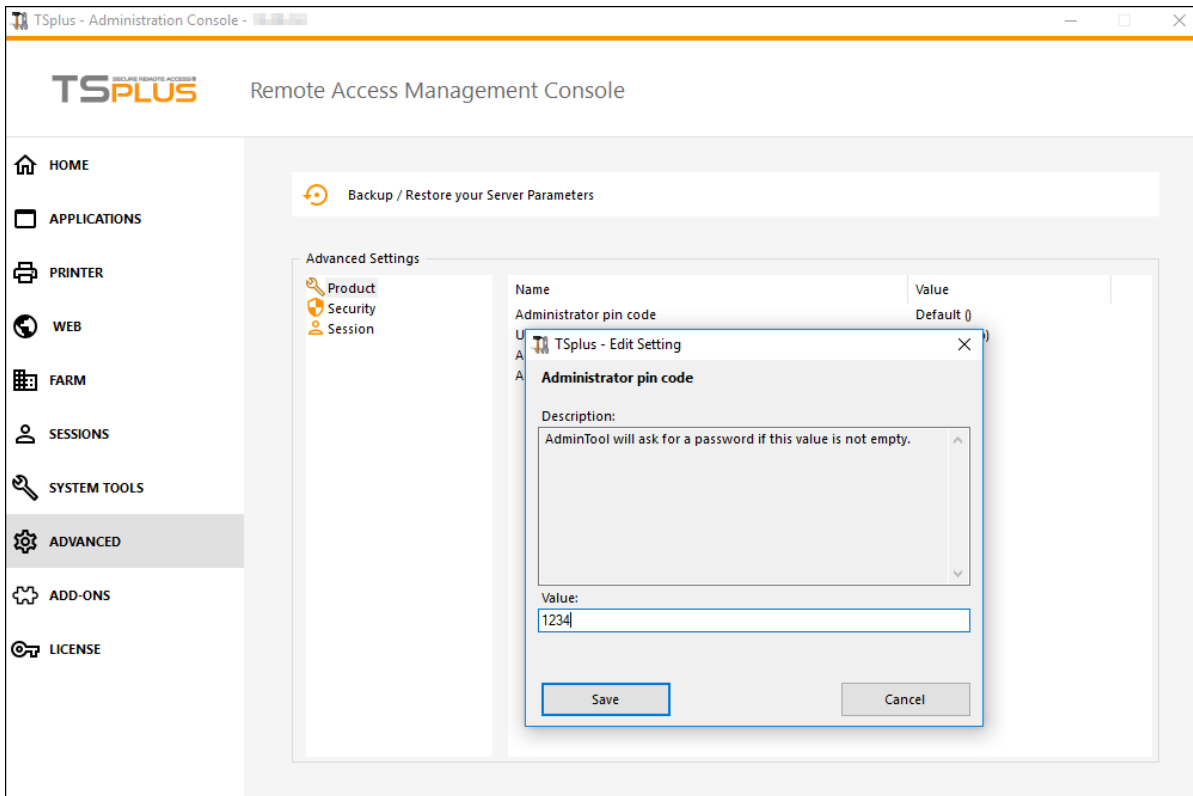 TSplus - Administration Console -
TSPLUS SECURE REMOTE ACCESS
Remote Access Management Console
HOME
APPLICATIONS
PRINTER
WEB
FARM
SESSIONS
SYSTEM TOOLS
ADVANCED
ADD-ONS
LICENSE
Backup / Restore your Server Parameters
Advanced Settings
Product
Security
Session
Name Value
Administrator pin code Default ()
U
A
A
TSplus - Edit Setting
Administrator pin code
Description:
AdminTool will ask for a password if this value is not empty.
Value:
1234
Save Cancel